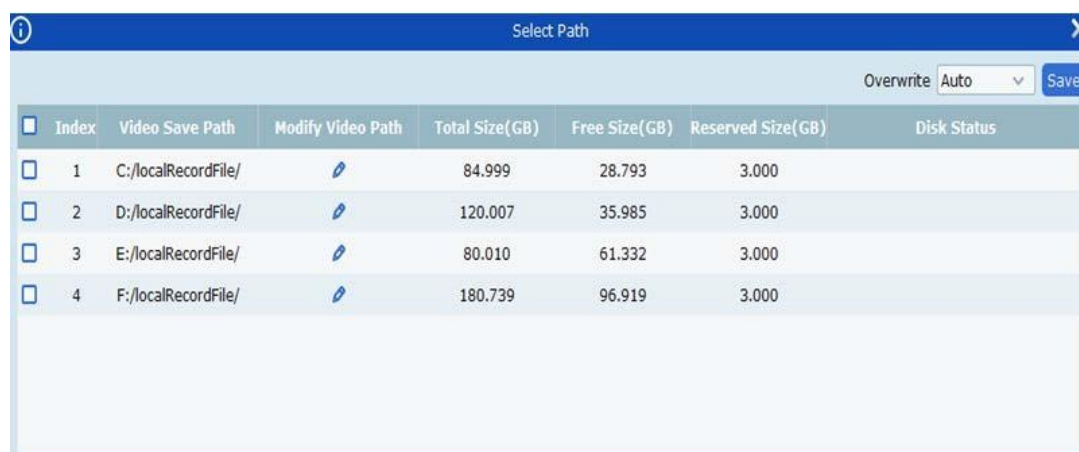 Select Path
Overwrite Auto Save
Index Video Save Path Modify Video Path Total Size(GB) Free Size(GB) Reserved Size(GB) Disk Status
1 C:/localRecordFile/ 84.999 28.793 3.000
2 D:/localRecordFile/ 120.007 35.985 3.000
3 E:/localRecordFile/ 80.010 61.332 3.000
4 F:/localRecordFile/ 180.739 96.919 3.000